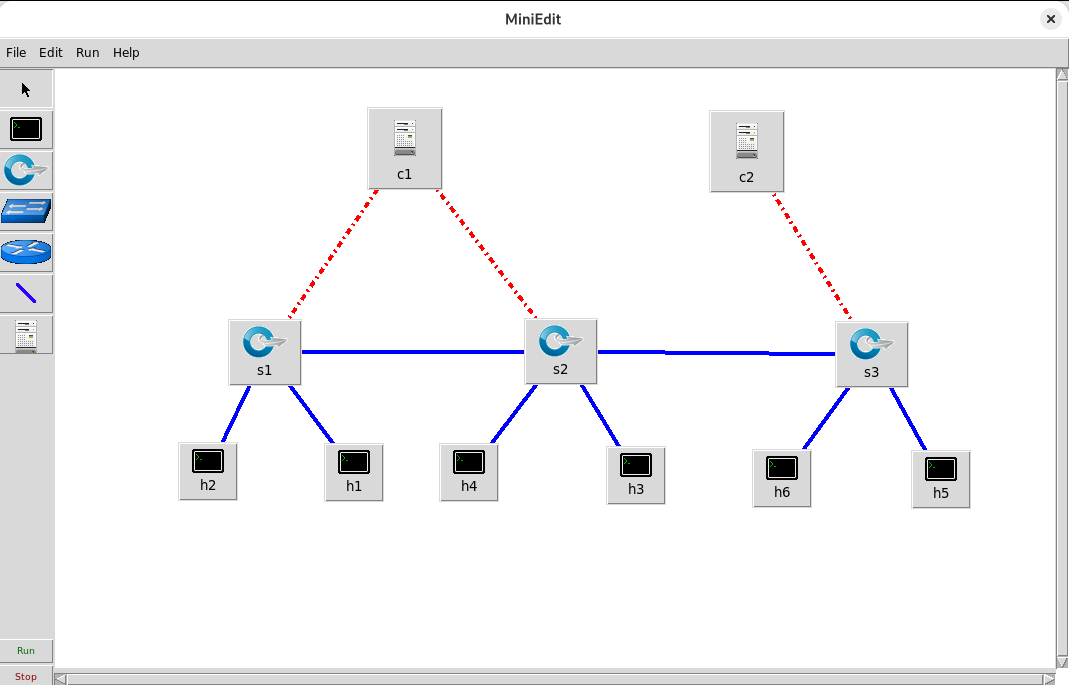 MiniEdit
File Edit Run Help
c1
c2
s1
s2
s3
h2
h1
h4
h3
h6
h5
Run
Stop